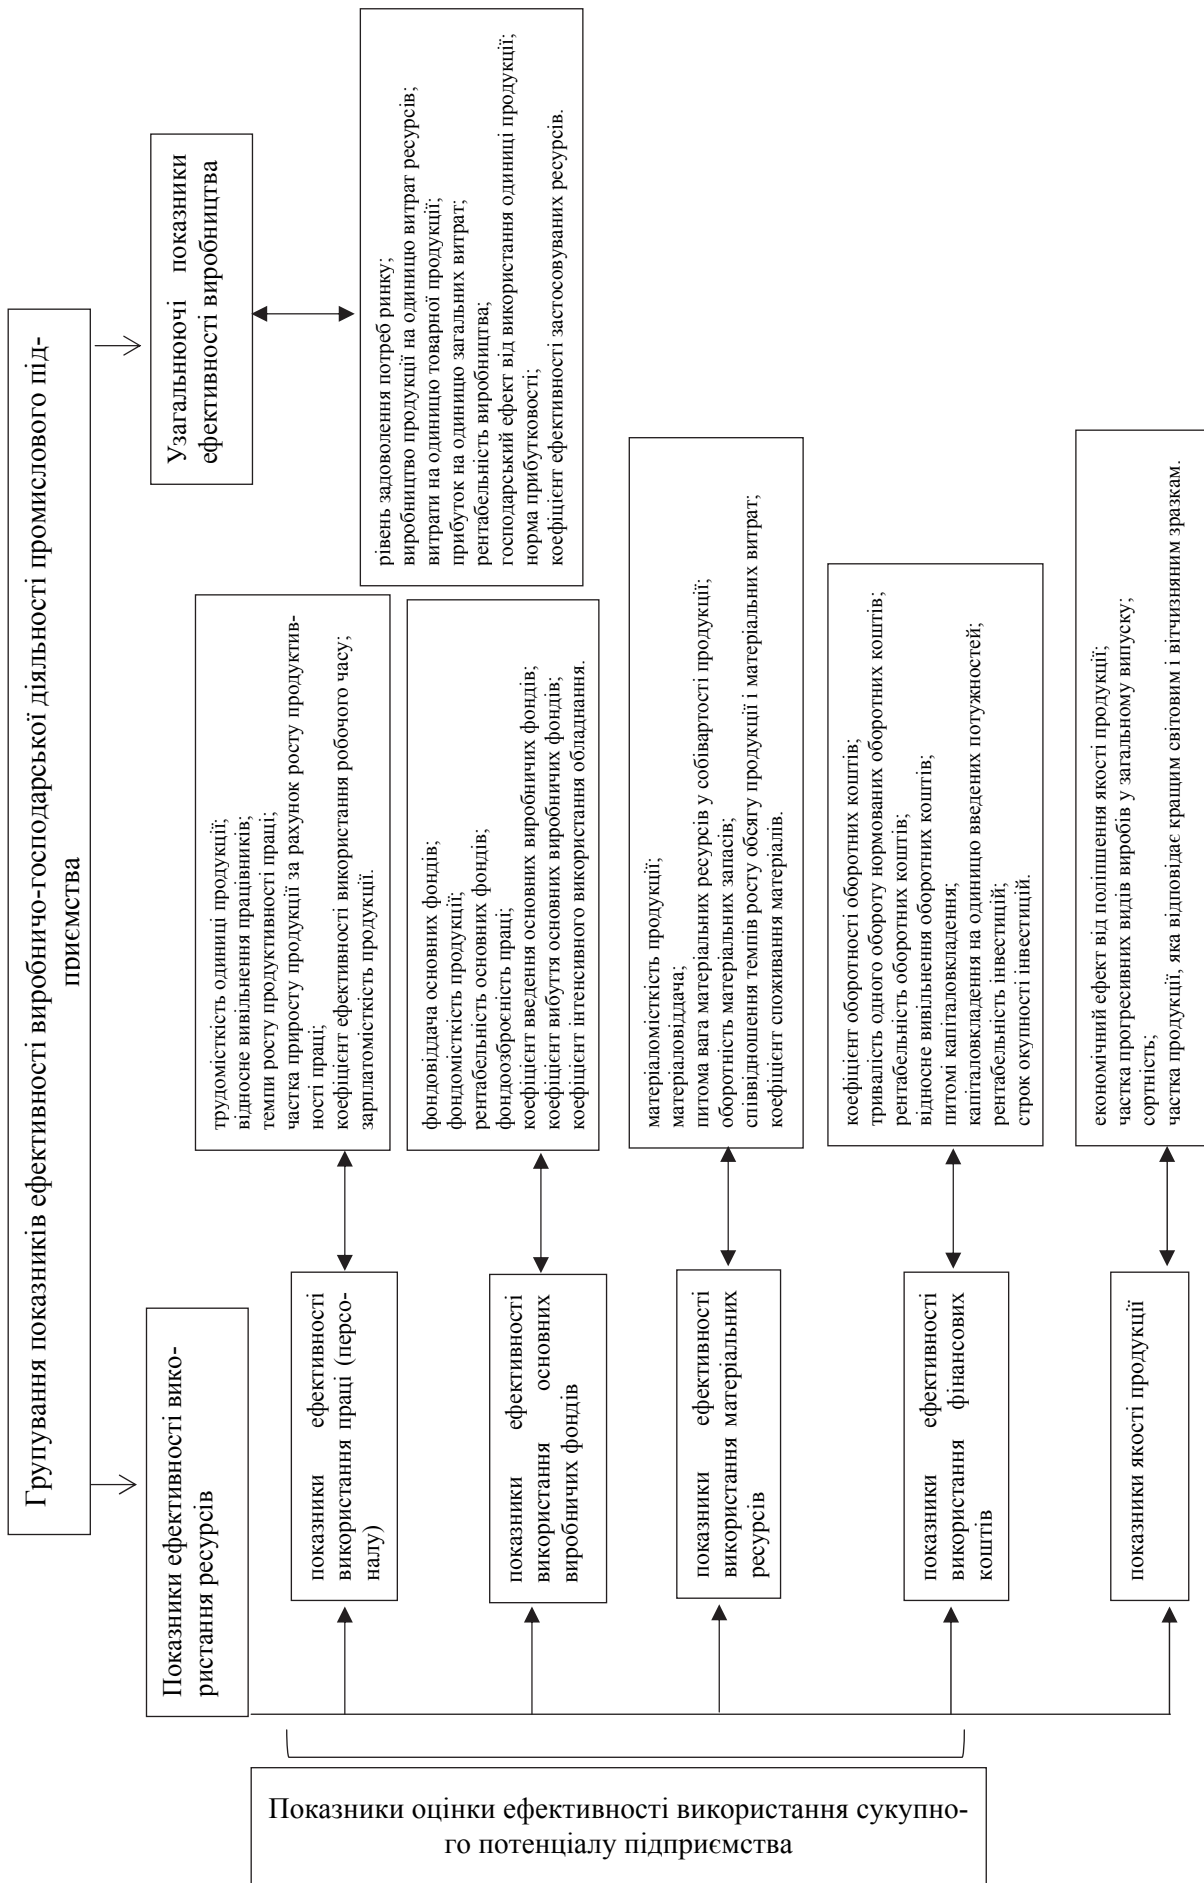 Групування показників ефективності виробничо-господарської діяльності промислового під-
приємства
Показники ефективності вико-
ристання ресурсів
Узагальнюючі показники
ефективності виробництва
показники ефективності
використання праці (персо-
налу)
трудомісткість одиниці продукції;
відносне вивільнення працівників;
темпи росту продуктивності праці;
частка приросту продукції за рахунок росту продуктив-
ності праці;
коефіцієнт ефективності використання робочого часу;
зарплатомісткість продукції.
рівень задоволення потреб ринку;
виробництво продукції на одиницю витрат ресурсів;
витрати на одиницю товарної продукції;
прибуток на одиницю загальних витрат;
рентабельність виробництва;
господарський ефект від використання одиниці продукції;
норма прибутковості;
коефіцієнт ефективності застосовуваних ресурсів.
показники ефективності
використання основних
виробничих фондів
фондовіддача основних фондів;
фондомісткість продукції;
рентабельність основних фондів;
фондоозброєність праці;
коефіцієнт введення основних виробничих фондів;
коефіцієнт вибуття основних виробничих фондів;
коефіцієнт інтенсивного використання обладнання.
показники ефективності
використання матеріальних
ресурсів
матеріаломісткість продукції;
матеріаловіддача;
питома вага матеріальних ресурсів у собівартості продукції;
оборотність матеріальних запасів;
співвідношення темпів росту обсягу продукції і матеріальних витрат;
коефіцієнт споживання матеріалів.
показники ефективності
використання фінансових
коштів
коефіцієнт оборотності оборотних коштів;
тривалість одного обороту нормованих оборотних коштів;
рентабельність оборотних коштів;
відносне вивільнення оборотних коштів;
питомі капіталовкладення;
капіталовкладення на одиницю введених потужностей;
рентабельність інвестицій;
строк окупності інвестицій.
показники якості продукції
економічний ефект від поліпшення якості продукції;
частка прогресивних видів виробів у загальному випуску;
сортність;
частка продукції, яка відповідає кращим світовим і вітчизняним зразкам.
Показники оцінки ефективності використання сукупно-
го потенціалу підприємства